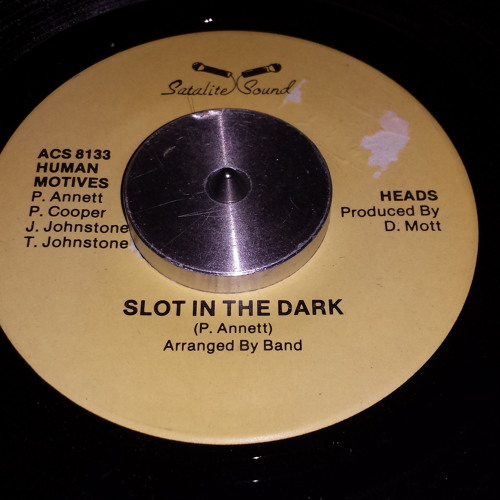 Satalite Sound
ACS 8133
HUMAN
MOTIVES
P. Annett
P. Cooper
J. Johnstone
T. Johnstone
HEADS
Produced By
D. Mott
SLOT IN THE DARK
(P. Annett)
Arranged By Band